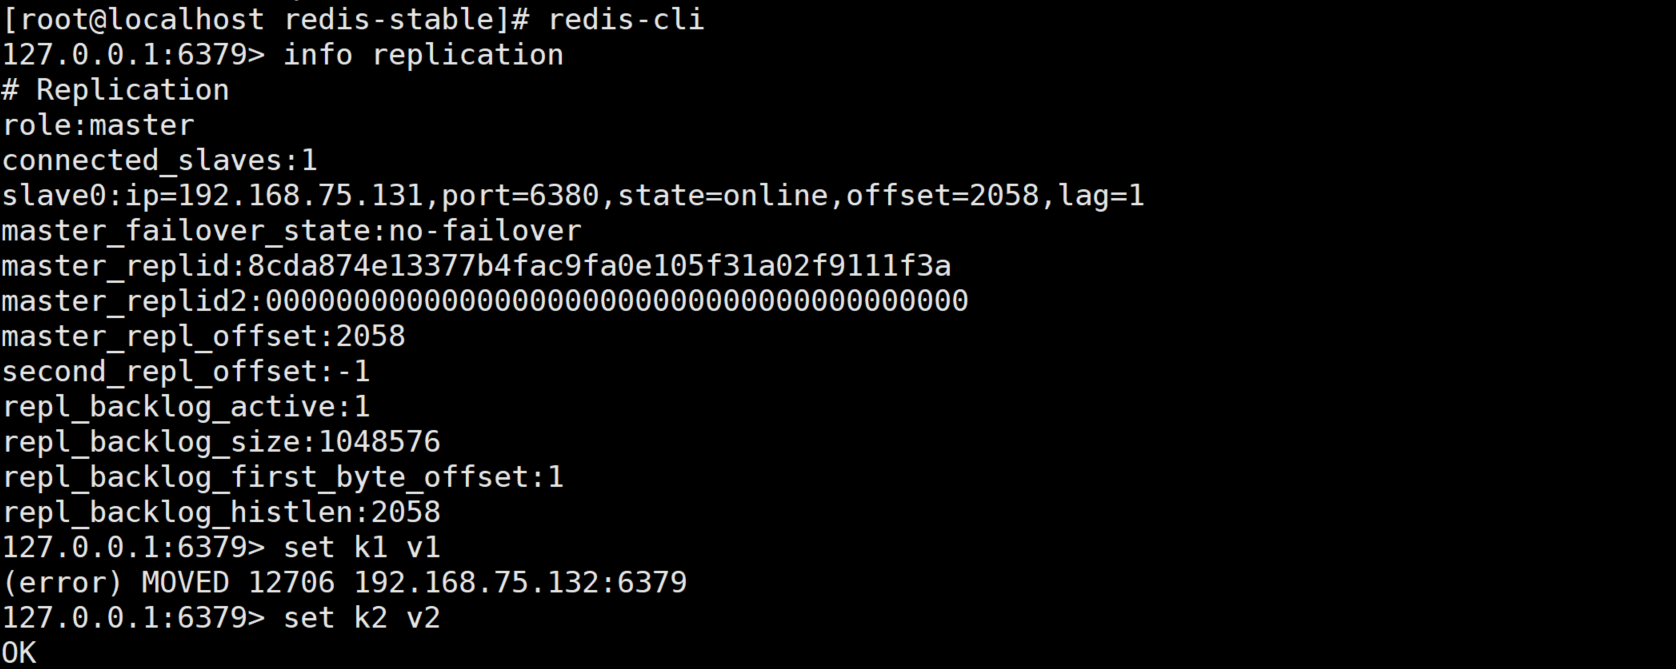 [root@localhost redis-stable]# redis-cli
127.0.0.1:6379> info replication
# Replication
role:master
connected_slaves:1
slave0:ip=192.168.75.131,port=6380,state=online,offset=2058,lag=1
master_failover_state:no-failover
master_replid:8cda874e13377b4fac9fa0e105f31a02f9111f3a
master_replid2:0000000000000000000000000000000000000000
master_repl_offset:2058
second_repl_offset:-1
repl_backlog_active:1
repl_backlog_size:1048576
repl_backlog_first_byte_offset:1
repl_backlog_histlen:2058
127.0.0.1:6379> set k1 v1
(error) MOVED 12706 192.168.75.132:6379
127.0.0.1:6379> set k2 v2
OK